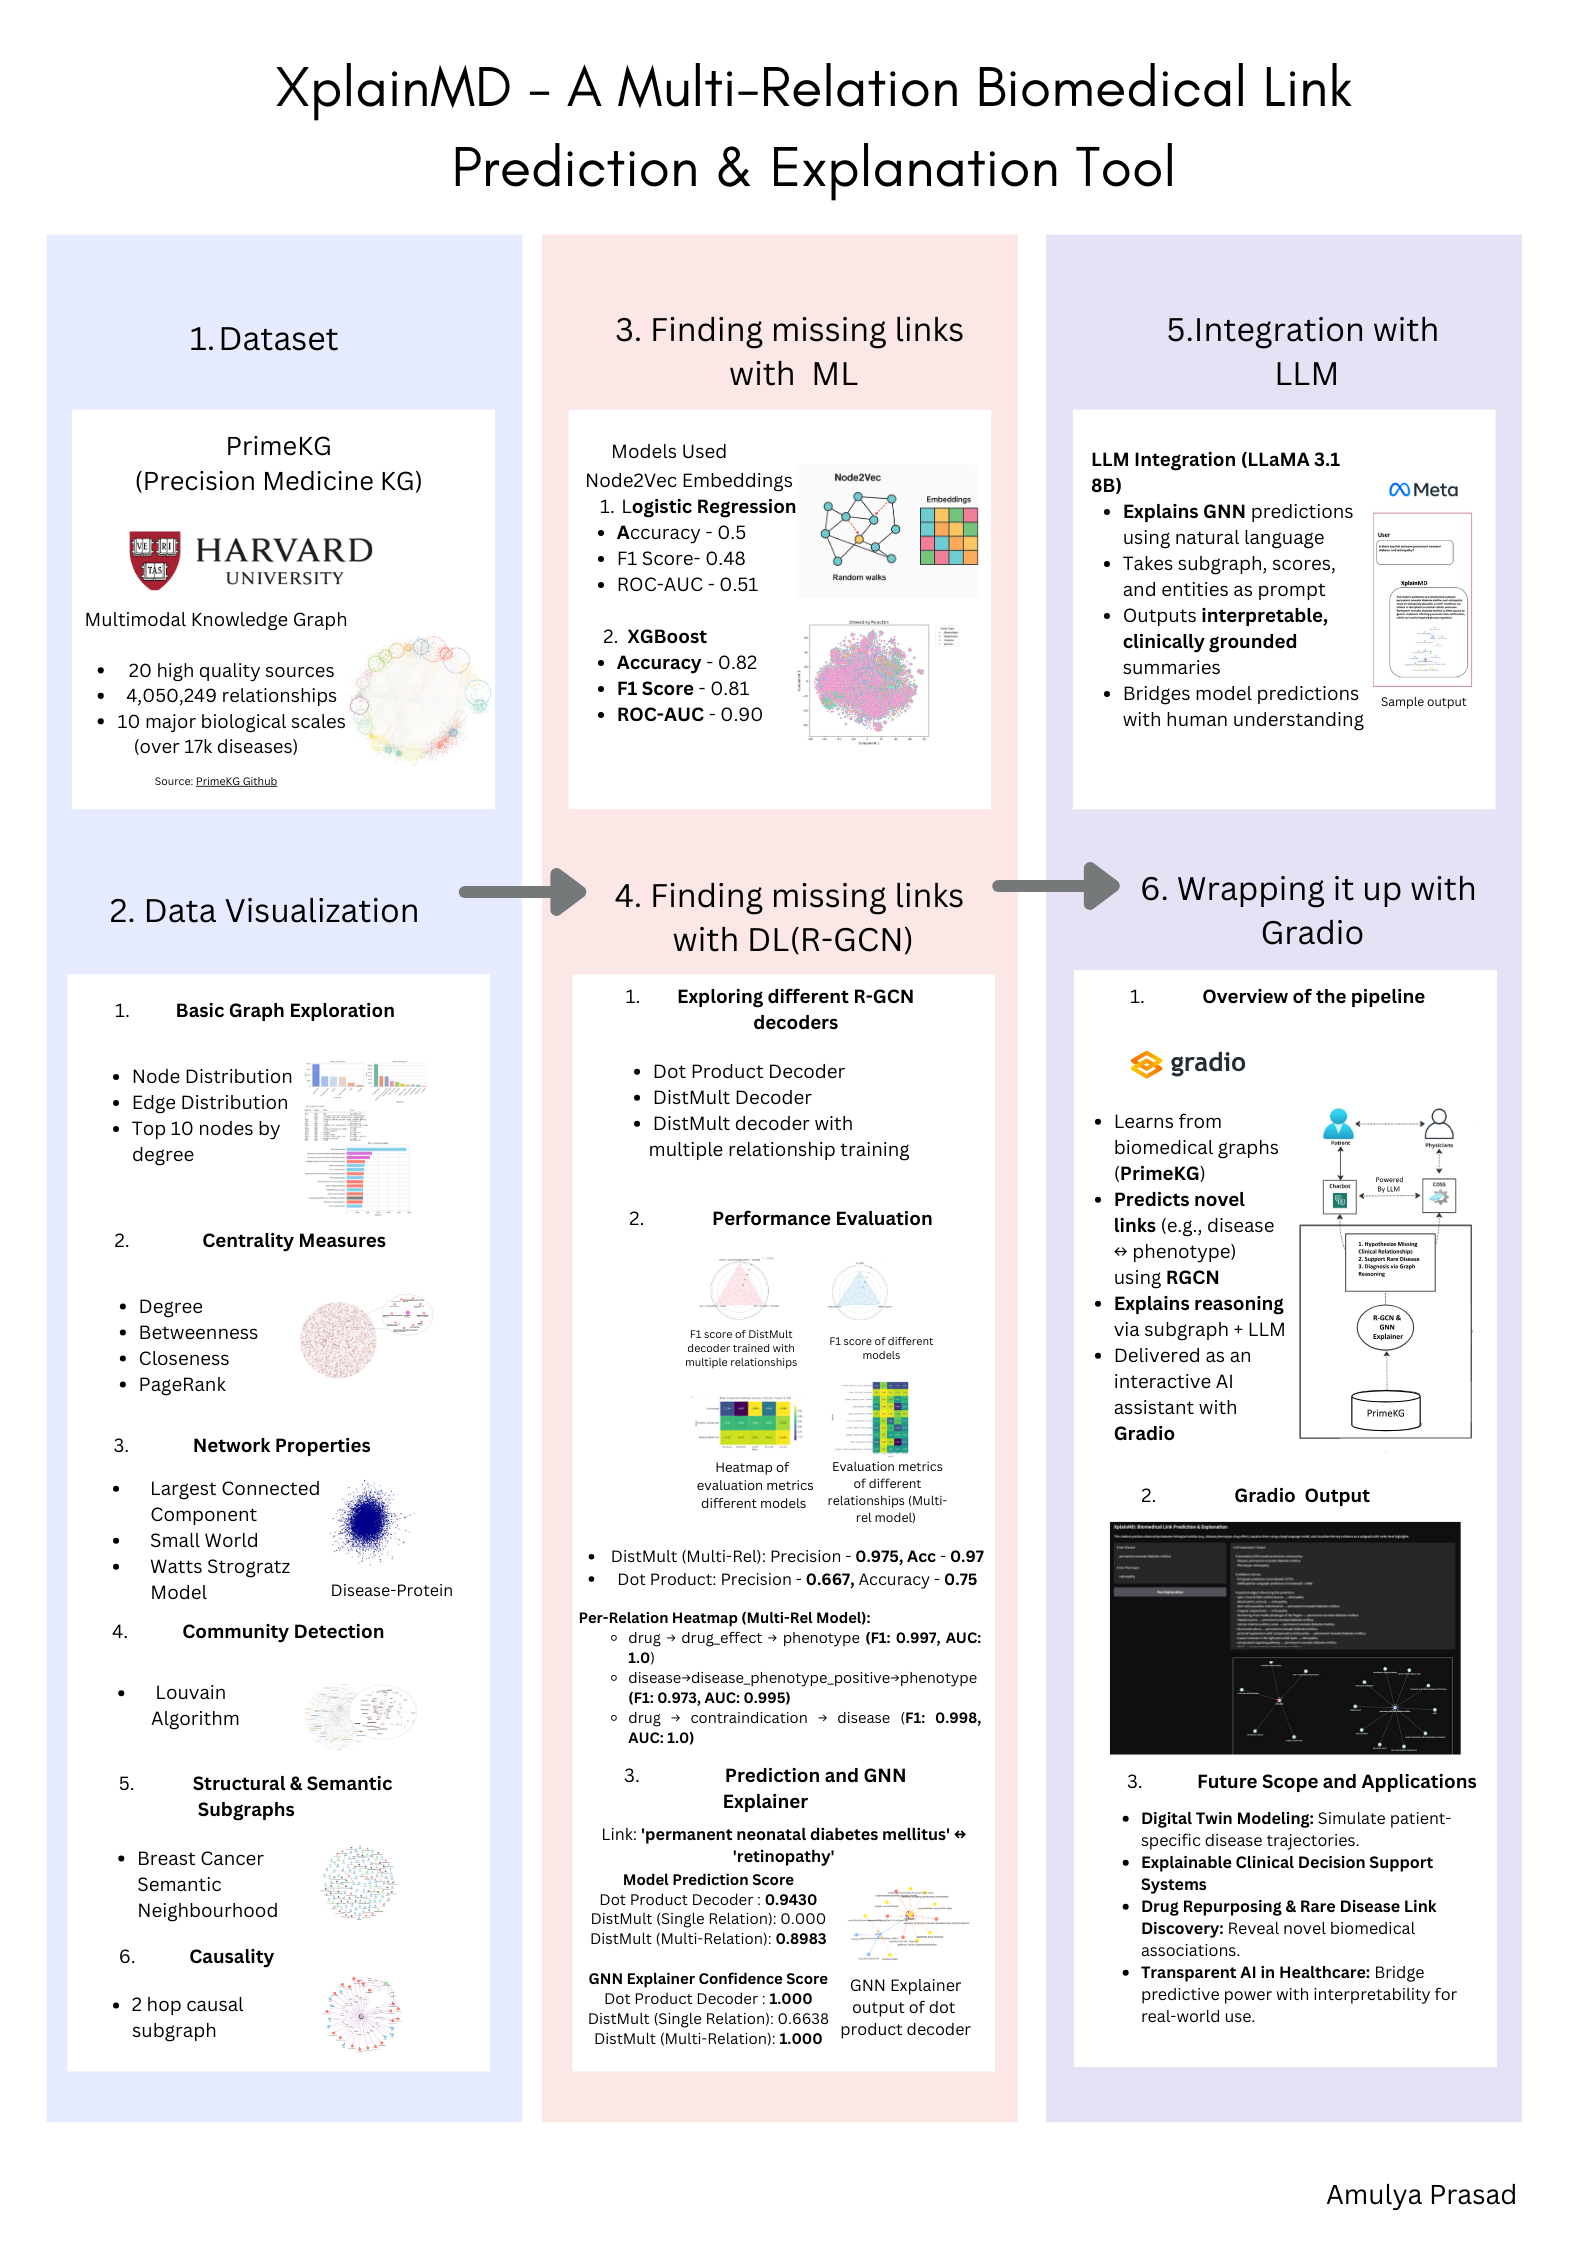 XplainMD - A Multi-Relation Biomedical Link
Prediction & Explanation Tool
1. Dataset
PrimeKG
(Precision Medicine KG)
VE RI
TAS
HARVARD
UNIVERSITY
Multimodal Knowledge Graph
• 20 high quality sources
• 4,050,249 relationships
• 10 major biological scales
(over 17k diseases)
Source: PrimeKG Github
2. Data Visualization
1. Basic Graph Exploration
• Node Distribution
• Edge Distribution
• Top 10 nodes by
degree
2. Centrality Measures
• Degree
• Betweenness
• Closeness
• PageRank
3. Network Properties
• Largest Connected
Component
• Small World
• Watts Strogratz
Model
Disease-Protein
4. Community Detection
• Louvain
Algorithm
5. Structural & Semantic
Subgraphs
• Breast Cancer
Semantic
Neighbourhood
6. Causality
• 2 hop causal
subgraph
3. Finding missing links
with ML
Models Used
Node2Vec Embeddings
1. Logistic Regression
• Accuracy - 0.5
• F1 Score- 0.48
• ROC-AUC - 0.51
2. XGBoost
• Accuracy - 0.82
• F1 Score - 0.81
• ROC-AUC - 0.90
Node2Vec
Embeddings
Random walks
4. Finding missing links
with DL(R-GCN)
1. Exploring different R-GCN
decoders
• Dot Product Decoder
• DistMult Decoder
• DistMult decoder with
multiple relationship training
2. Performance Evaluation
F1 score of DistMult
decoder trained with
multiple relationships
F1 score of different
models
Heatmap of
evaluation metrics
different models
Evaluation metrics
of different
relationships (Multi-
rel model)
• DistMult (Multi-Rel): Precision - 0.975, Acc - 0.97
• Dot Product: Precision - 0.667, Accuracy - 0.75
Per-Relation Heatmap (Multi-Rel Model):
◦ drug → drug_effect → phenotype (F1: 0.997, AUC:
1.0)
◦ disease→disease_phenotype_positive→phenotype
(F1: 0.973, AUC: 0.995)
◦ drug → contraindication → disease (F1: 0.998,
AUC: 1.0)
3. Prediction and GNN
Explainer
Link: 'permanent neonatal diabetes mellitus' ↔
'retinopathy'
Model Prediction Score
Dot Product Decoder : 0.9430
DistMult (Single Relation): 0.000
DistMult (Multi-Relation): 0.8983
GNN Explainer Confidence Score
Dot Product Decoder : 1.000
DistMult (Single Relation): 0.6638
DistMult (Multi-Relation): 1.000
GNN Explainer
output of dot
product decoder
5.Integration with
LLM
LLM Integration (LLaMA 3.1
8B)
• Explains GNN predictions
using natural language
• Takes subgraph, scores,
and entities as prompt
• Outputs interpretable,
clinically grounded
summaries
• Bridges model predictions
with human understanding
Meta
User
XplainMD
Sample output
6. Wrapping it up with
Gradio
1. Overview of the pipeline
gradio
• Learns from
biomedical graphs
(PrimeKG)
• Predicts novel
links (e.g., disease
↔ phenotype)
using RGCN
• Explains reasoning
via subgraph + LLM
• Delivered as an
interactive AI
assistant with
Gradio
Patient
Physicians
Chatbot
Powered
By LLM
CDSS
1. Hypothesize Missing
Clinical Relationships
2. Support Rare Disease
3. Diagnosis via Graph
Reasoning
R-GCN &
GNN
Explainer
PrimeKG
2. Gradio Output
XplainMD: Biomedical Link Prediction & Explanation
3. Future Scope and Applications
• Digital Twin Modeling: Simulate patient-
specific disease trajectories.
• Explainable Clinical Decision Support
Systems
• Drug Repurposing & Rare Disease Link
Discovery: Reveal novel biomedical
associations.
• Transparent AI in Healthcare: Bridge
predictive power with interpretability for
real-world use.
Amulya Prasad